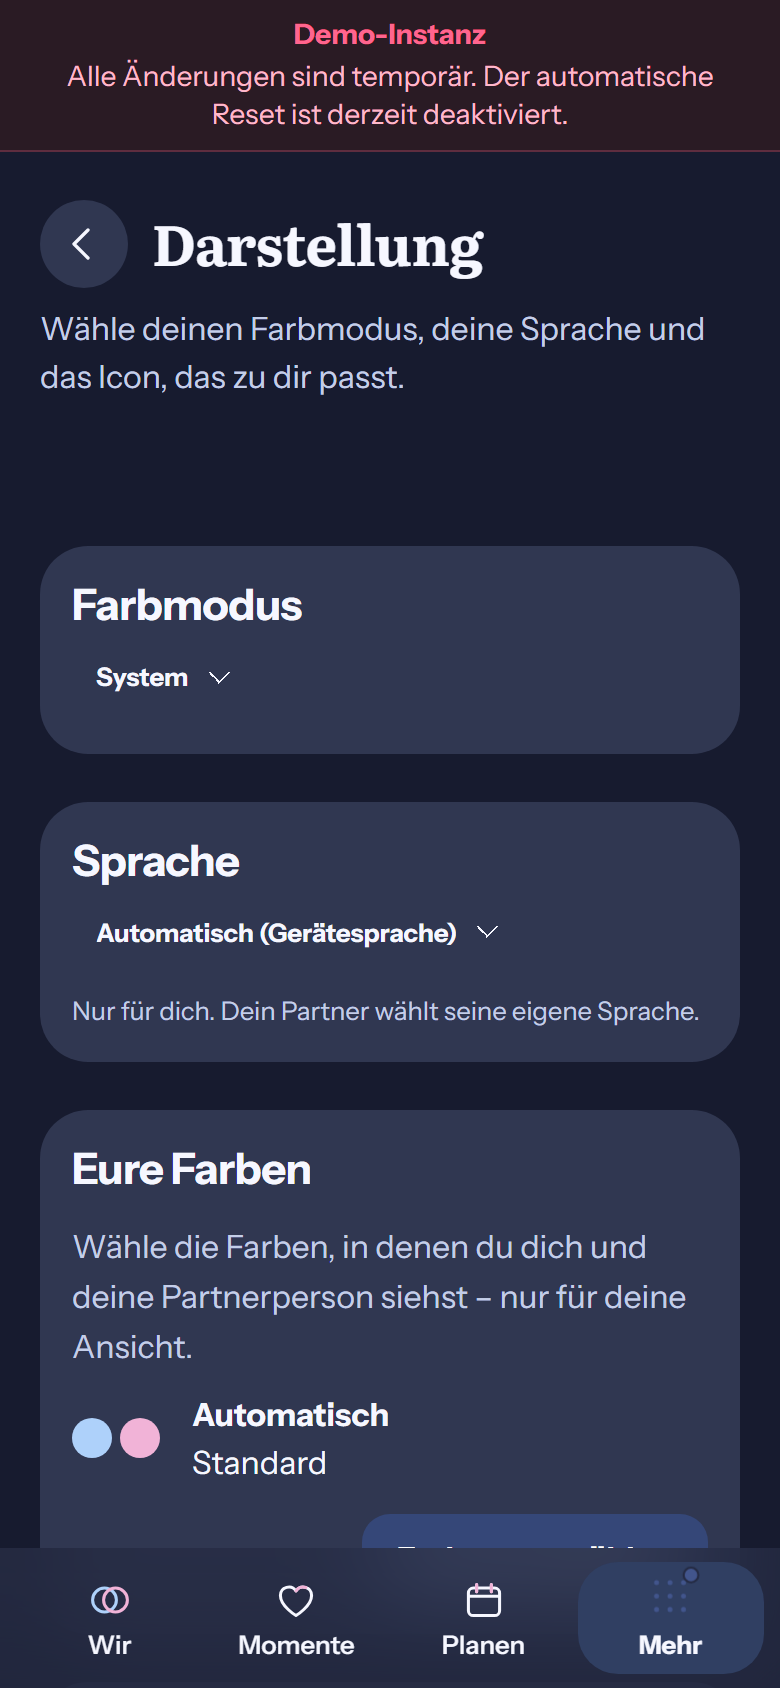 Demo-Instanz
Alle Änderungen sind temporär. Der automatische
Reset ist derzeit deaktiviert.
Darstellung
Wähle deinen Farbmodus, deine Sprache und
das Icon, das zu dir passt.
Farbmodus
System
Sprache
Automatisch (Gerätesprache)
Nur für dich. Dein Partner wählt seine eigene Sprache.
Eure Farben
Wähle die Farben, in denen du dich und
deine Partnerperson siehst – nur für deine
Ansicht.
Automatisch
Standard
Wir
Momente
Planen
Mehr